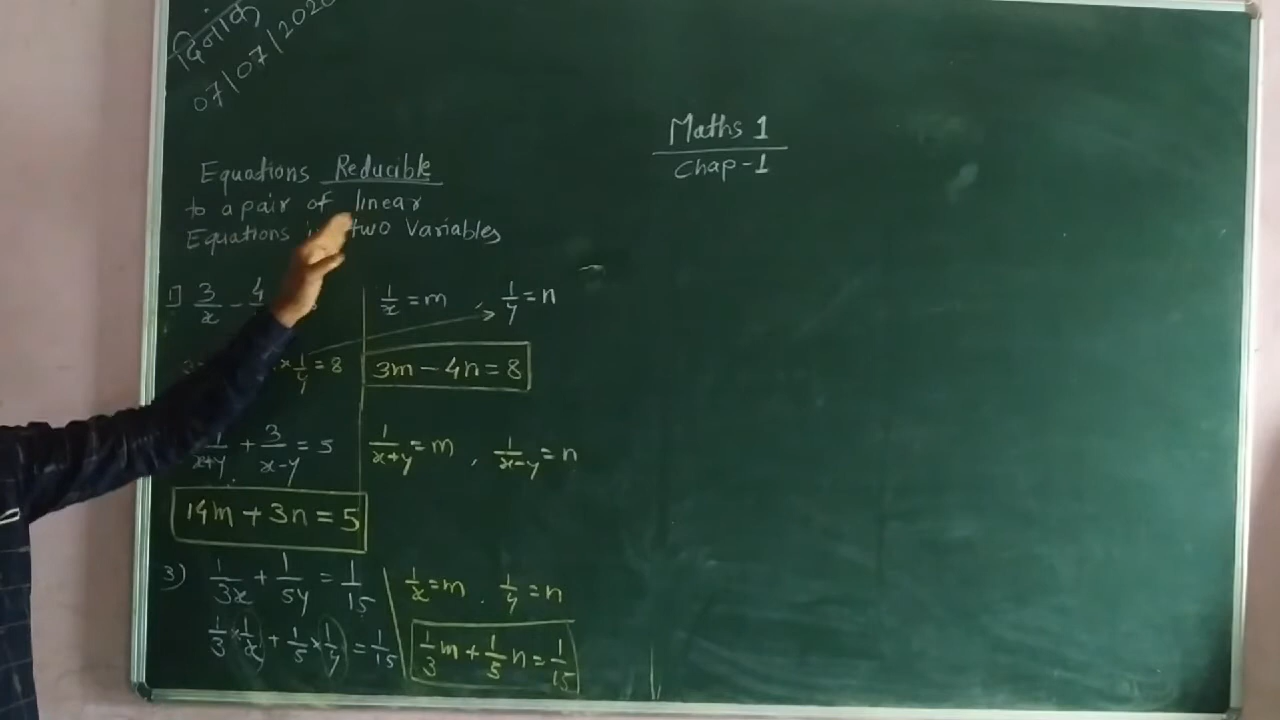 दिनांक
07/07/2020
Maths 1
Chap-1
Equations Reducible
to a pair of linear
Equations two Variables
1] 3/x - 4
1/x = m , 1/y = n
× 1/y = 8
3m - 4n = 8
/x+y + 3/x-y = 5
1/x+y = m , 1/x-y = n
14m + 3n = 5
3) 1/3x + 1/5y = 1/15
1/x = m . 1/y = n
1/3 × 1/x + 1/5 × 1/y = 1/15
1/3 m + 1/5 n = 1/15